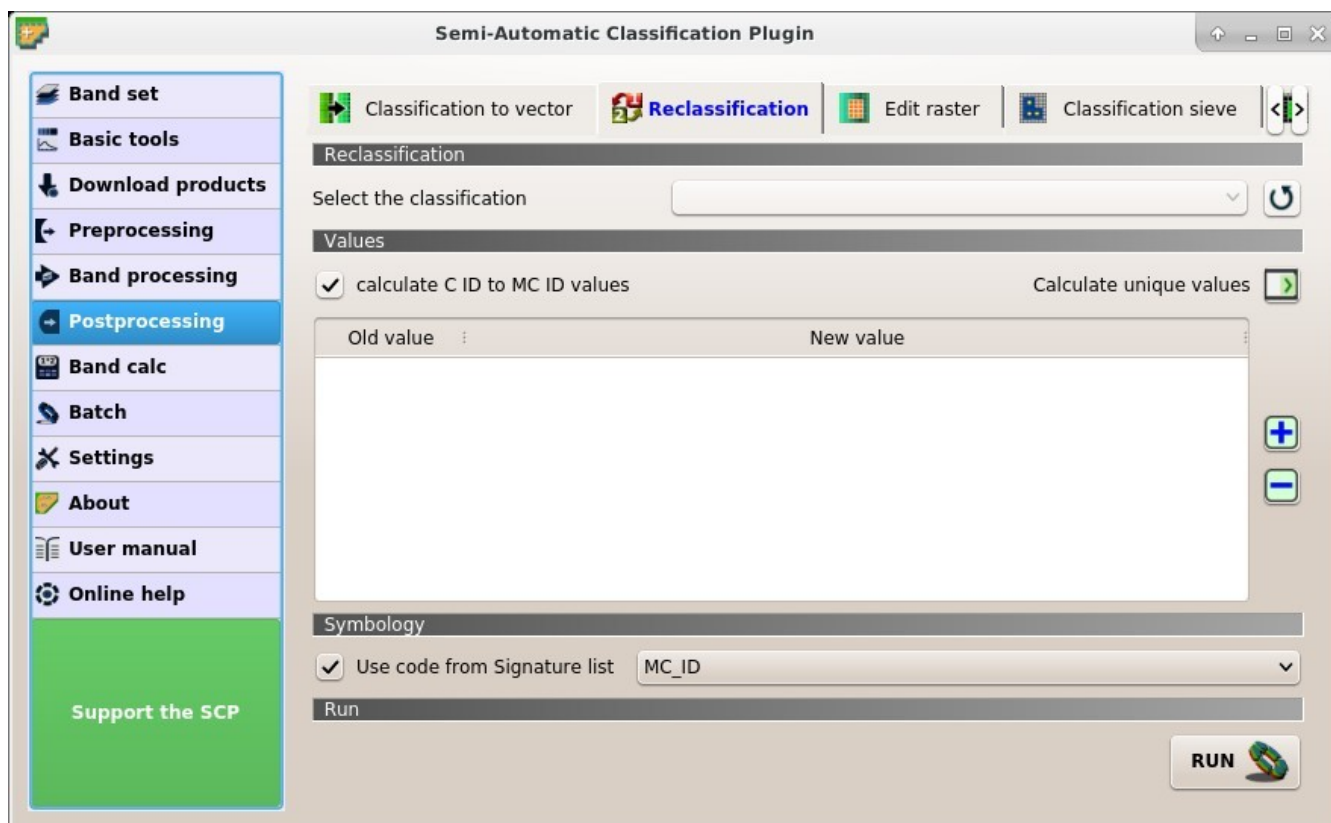 Semi-Automatic Classification Plugin
Band set
Basic tools
Download products
Preprocessing
Band processing
Postprocessing
Band calc
Batch
Settings
About
User manual
Online help
Support the SCP
Classification to vector
Reclassification
Edit raster
Classification sieve
Reclassification
Select the classification
Values
calculate C ID to MC ID values
Calculate unique values
Old value
New value
Symbology
Use code from Signature list
MC_ID
Run
RUN